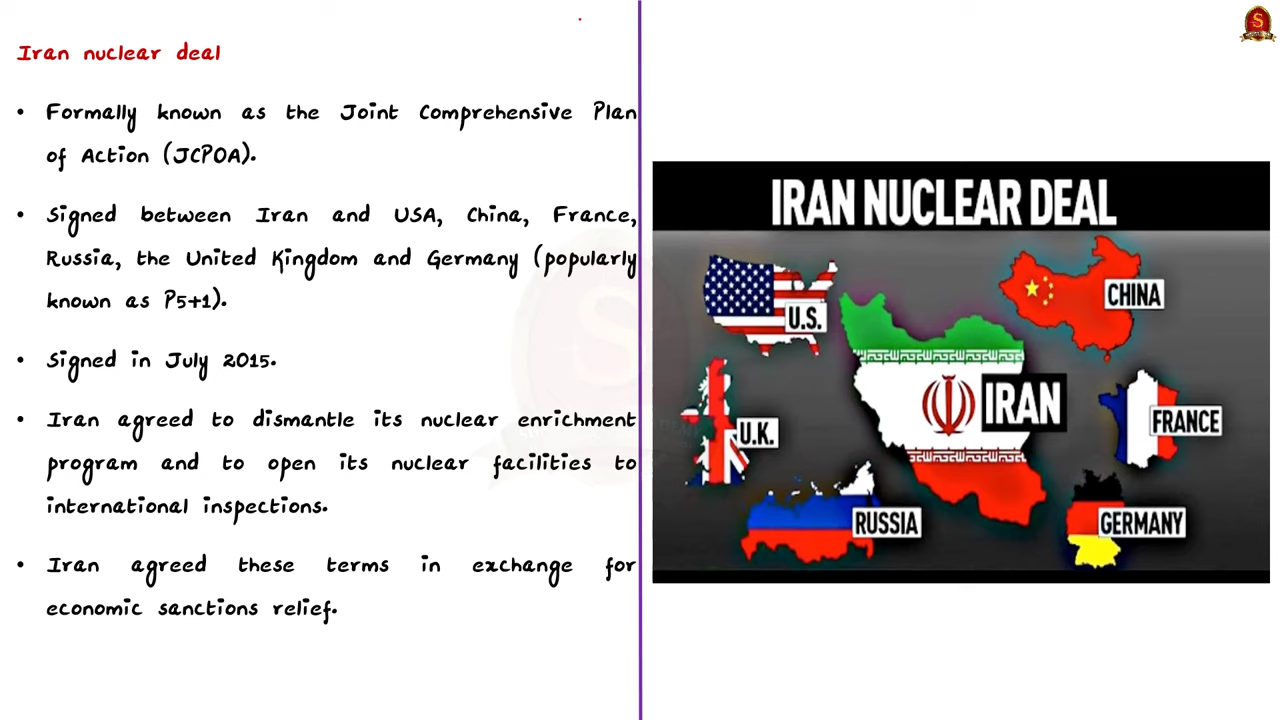 Iran nuclear deal
• Formally known as the Joint Comprehensive Plan
of Action (JCPOA).
• Signed between Iran and USA, China, France,
Russia, the United Kingdom and Germany (popularly
known as P5+1).
• Signed in July 2015.
• Iran agreed to dismantle its nuclear enrichment
program and to open its nuclear facilities to
international inspections.
• Iran agreed these terms in exchange for
economic sanctions relief.
IRAN NUCLEAR DEAL
U.S.
CHINA
IRAN
U.K.
FRANCE
RUSSIA
GERMANY